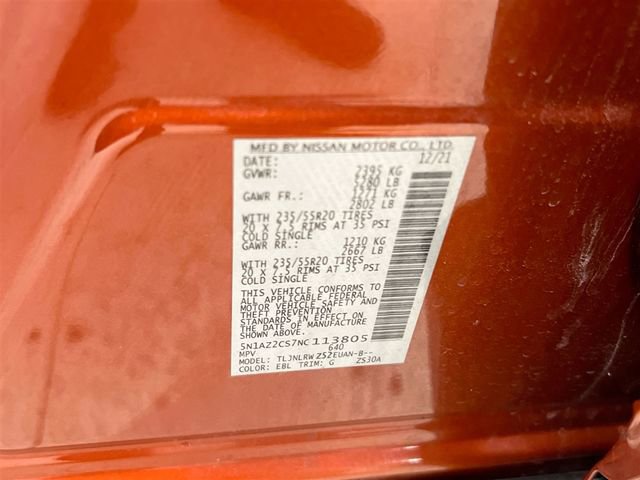 MFD BY NISSAN MOTOR CO., LTD.
DATE: 12/21
GVWR: 2395 KG
5280 LB
GAWR FR.: 1271 KG
2802 LB
WITH 235/55R20 TIRES
20 X 7.5 RIMS AT 35 PSI
COLD SINGLE
GAWR RR.: 1210 KG
2667 LB
WITH 235/55R20 TIRES
20 X 7.5 RIMS AT 35 PSI
COLD SINGLE
THIS VEHICLE CONFORMS TO
ALL APPLICABLE FEDERAL
MOTOR VEHICLE SAFETY AND
THEFT PREVENTION
STANDARDS IN EFFECT ON
THE DATE OF MANUFACTURE
SHOWN ABOVE.
5N1AZ2CS7NC113805
MPV 640
MODEL: TLJNLRWZ52EUAN-B--
COLOR: EBL TRIM: G ZS30A